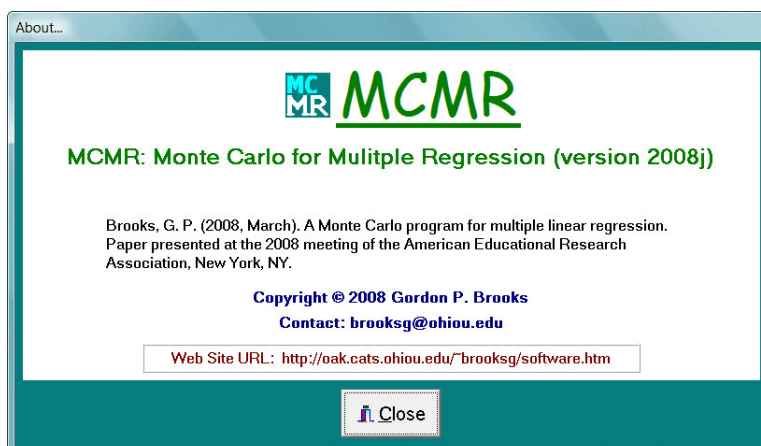 About...
MC
MR
MCMR
MCMR: Monte Carlo for Mulitple Regression (version 2008j)
Brooks, G. P. (2008, March). A Monte Carlo program for multiple linear regression.
Paper presented at the 2008 meeting of the American Educational Research
Association, New York, NY.
Copyright © 2008 Gordon P. Brooks
Contact: brooksg@ohiou.edu
Web Site URL: http://oak.cats.ohiou.edu/~brooksg/software.htm
Close